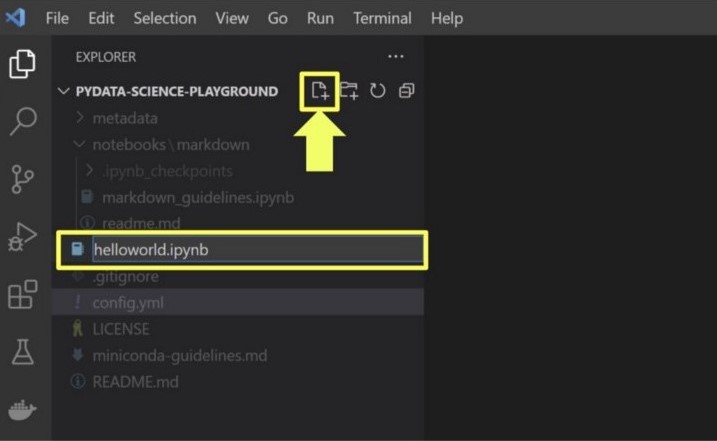 File Edit Selection View Go Run Terminal Help
EXPLORER
PYDATA-SCIENCE-PLAYGROUND
metadata
notebooks \ markdown
.ipynb_checkpoints
markdown_guidelines.ipynb
readme.md
helloworld.ipynb
.gitignore
config.yml
LICENSE
miniconda-guidelines.md
README.md